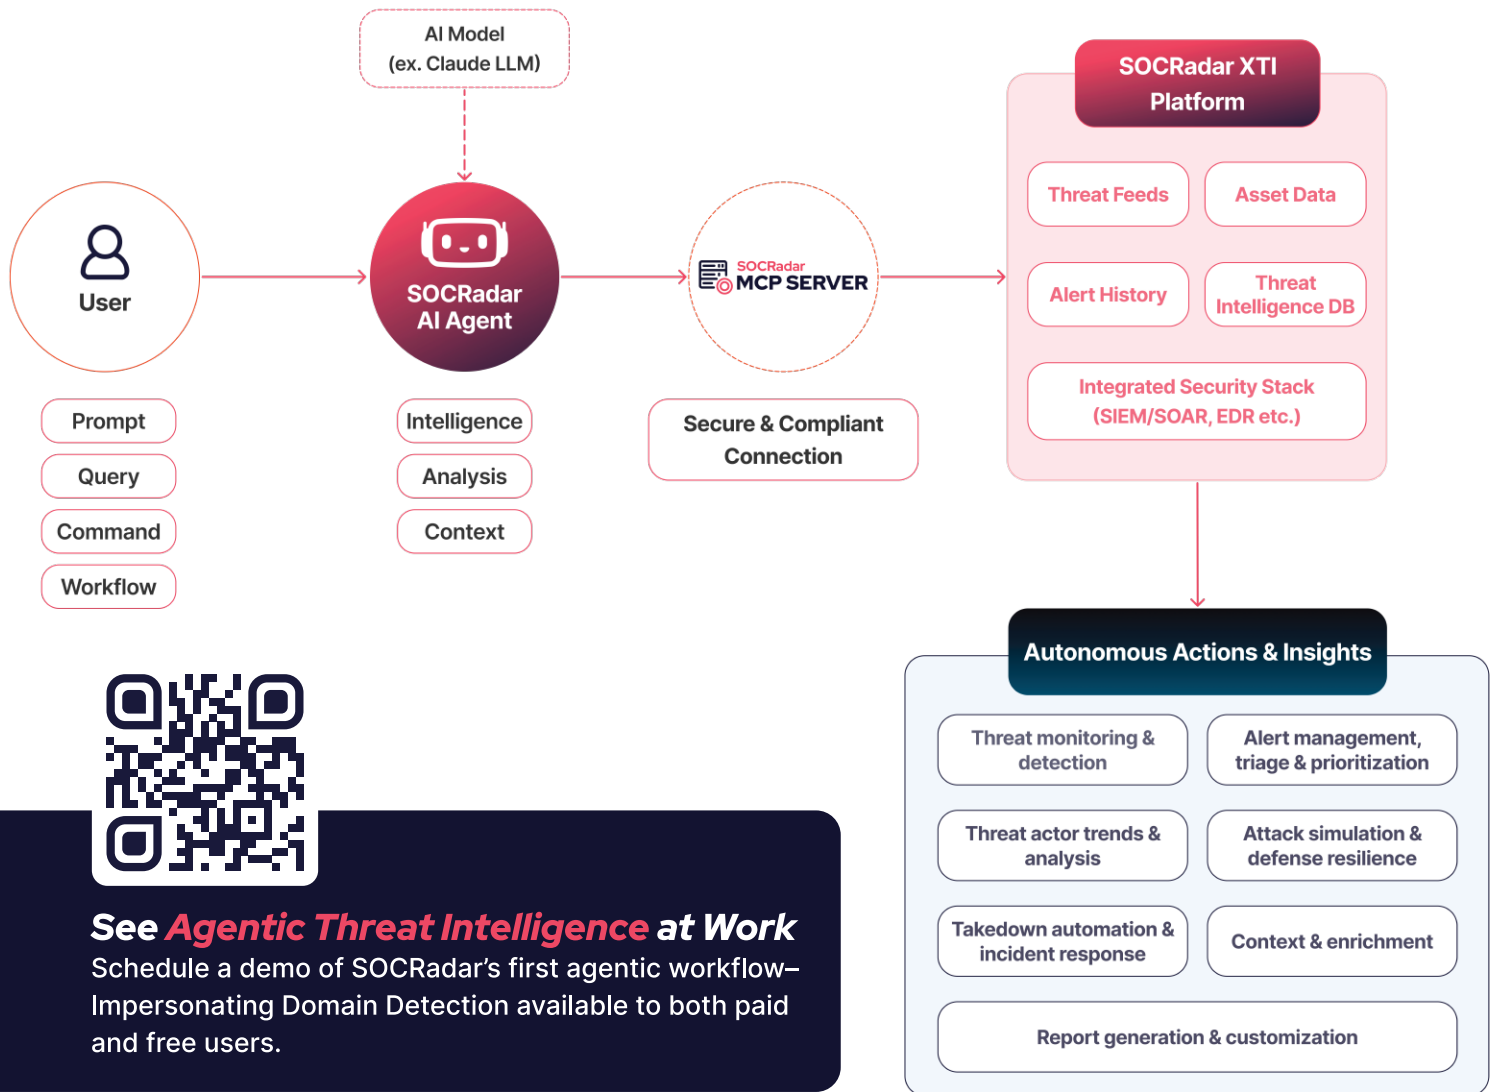 AI Model
(ex. Claude LLM)
User
SOCRadar
AI Agent
SOCRadar
MCP SERVER
SOCRadar XTI
Platform
Threat Feeds
Asset Data
Alert History
Threat
Intelligence DB
Integrated Security Stack
(SIEM/SOAR, EDR etc.)
Prompt
Query
Command
Workflow
Intelligence
Analysis
Context
Secure & Compliant
Connection
Autonomous Actions & Insights
Threat monitoring &
detection
Alert management,
triage & prioritization
Threat actor trends &
analysis
Attack simulation &
defense resilience
Takedown automation &
incident response
Context & enrichment
Report generation & customization
See Agentic Threat Intelligence at Work
Schedule a demo of SOCRadar’s first agentic workflow–
Impersonating Domain Detection available to both paid
and free users.